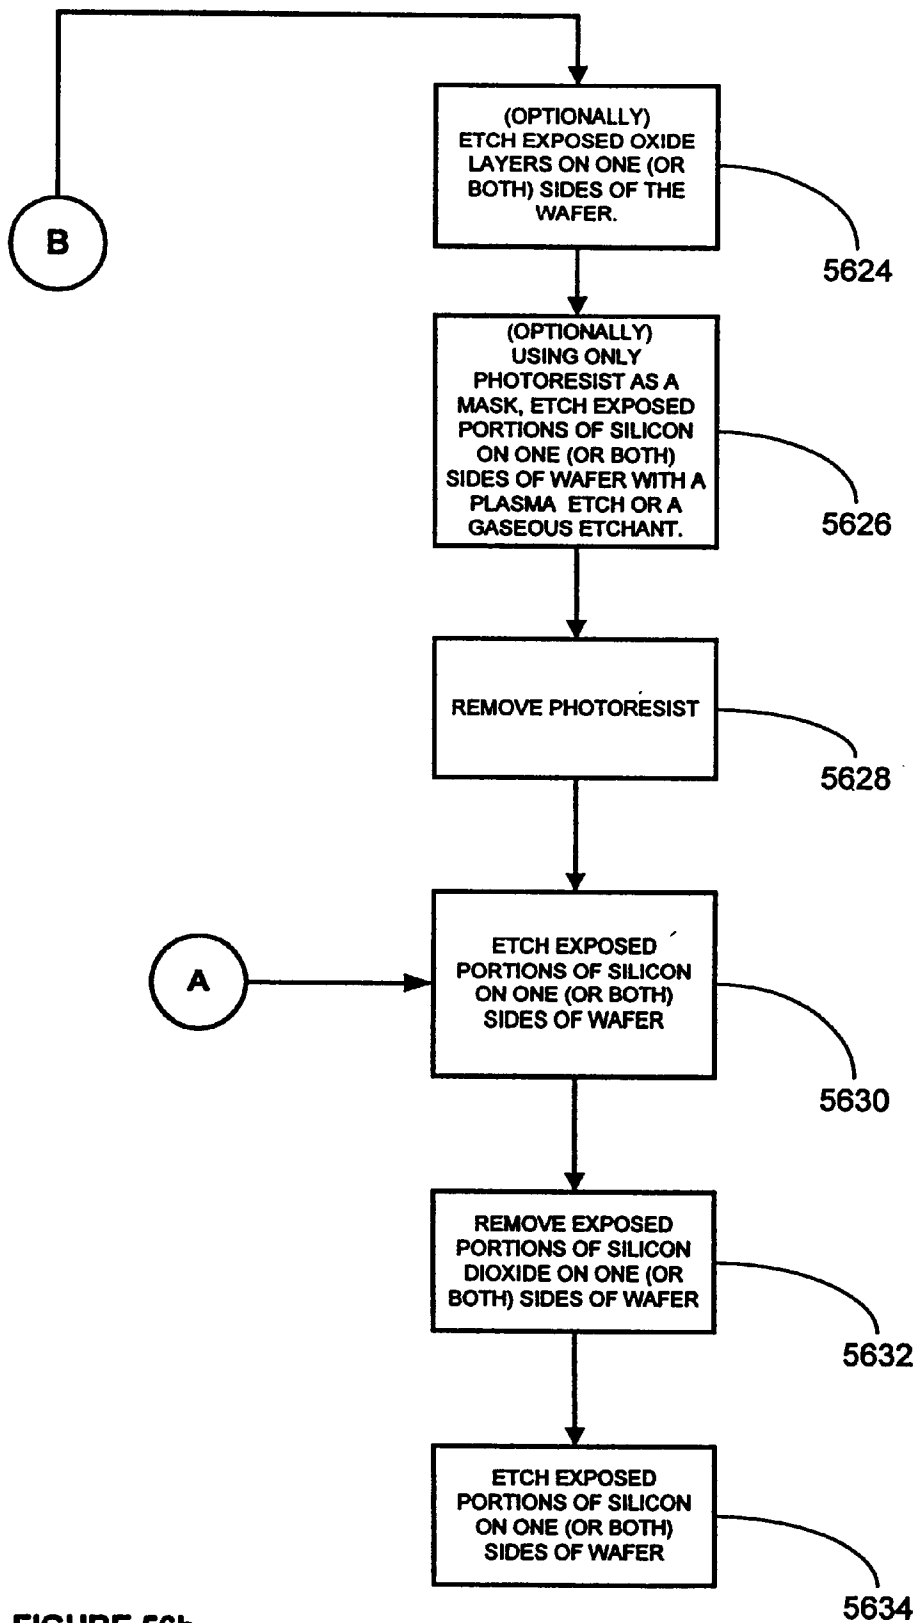 (OPTIONALLY)
ETCH EXPOSED OXIDE
LAYERS ON ONE (OR
BOTH) SIDES OF THE
WAFER.
B
5624
(OPTIONALLY)
USING ONLY
PHOTORESIST AS A
MASK, ETCH EXPOSED
PORTIONS OF SILICON
ON ONE (OR BOTH)
SIDES OF WAFER WITH A
PLASMA ETCH OR A
GASEOUS ETCHANT.
5626
REMOVE PHOTORESIST
5628
A
ETCH EXPOSED
PORTIONS OF SILICON
ON ONE (OR BOTH)
SIDES OF WAFER
5630
REMOVE EXPOSED
PORTIONS OF SILICON
DIOXIDE ON ONE (OR
BOTH) SIDES OF WAFER
5632
ETCH EXPOSED
PORTIONS OF SILICON
ON ONE (OR BOTH)
SIDES OF WAFER
5634
FIGURE 56b